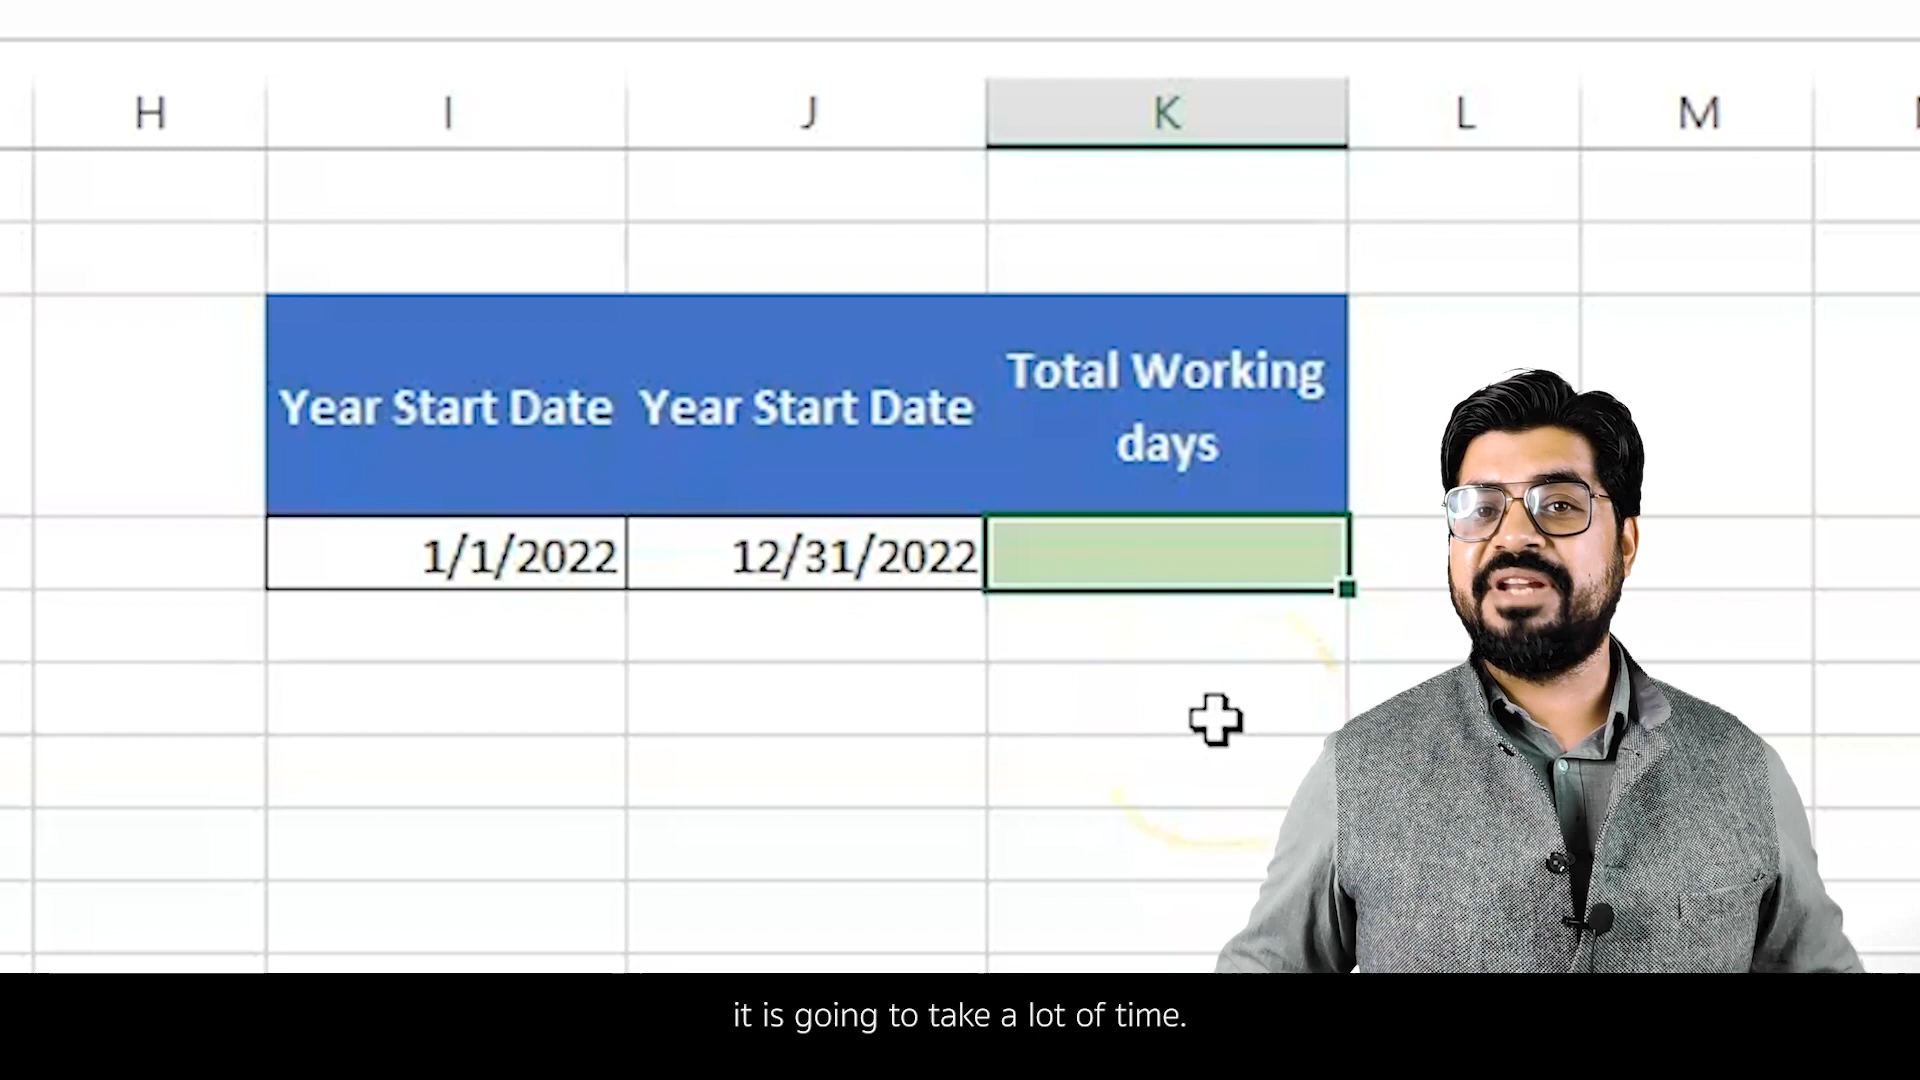 H I J K L M
Year Start Date Year Start Date Total Working
days
1/1/2022 12/31/2022
it is going to take a lot of time.